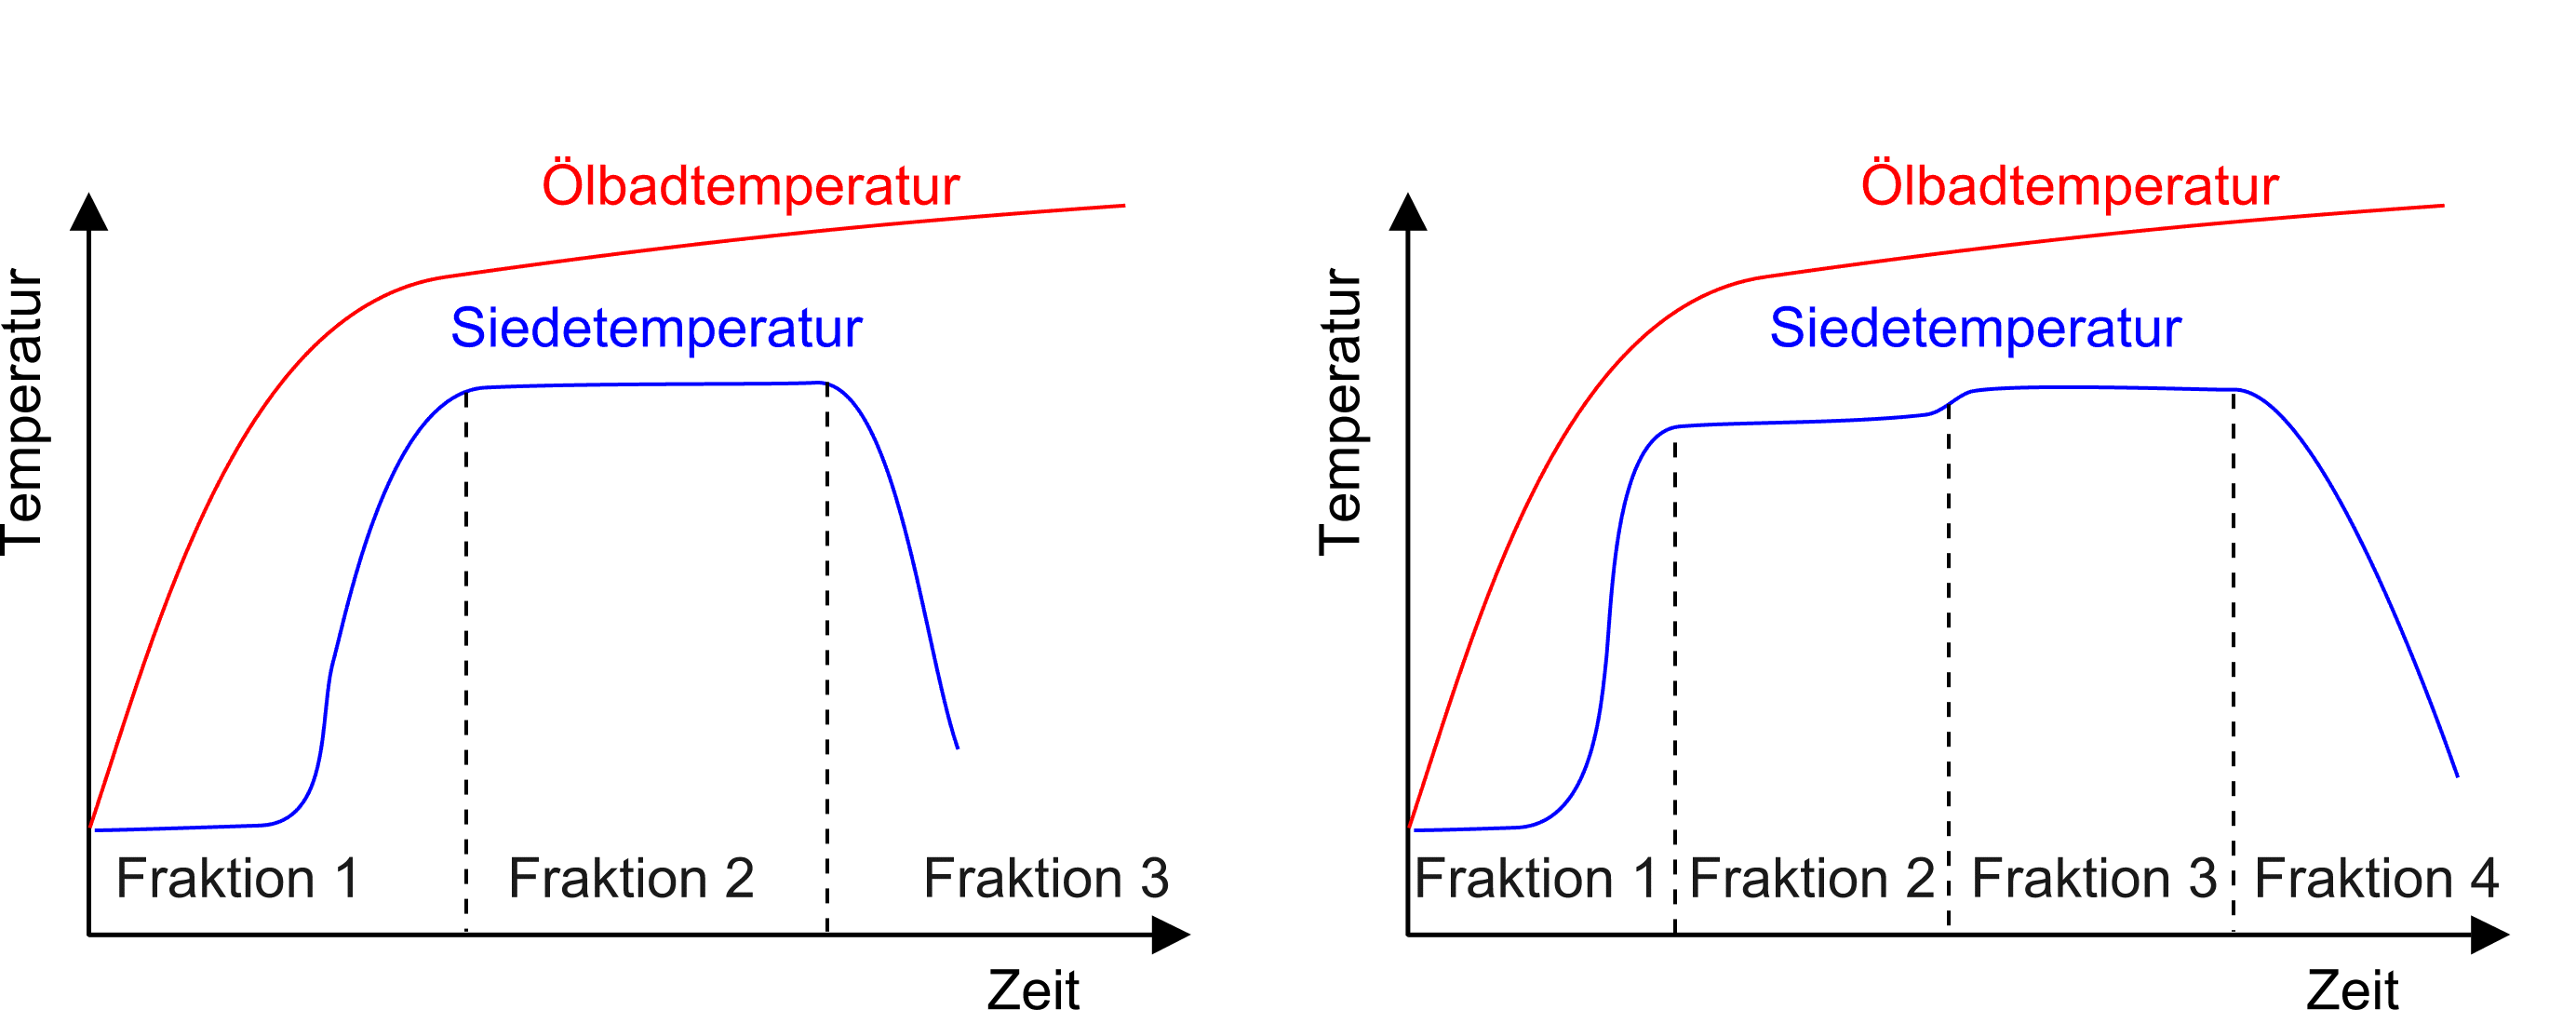 Ölbadtemperatur
Siedetemperatur
Temperatur
Fraktion 1
Fraktion 2
Fraktion 3
Zeit
Ölbadtemperatur
Siedetemperatur
Temperatur
Fraktion 1
Fraktion 2
Fraktion 3
Fraktion 4
Zeit